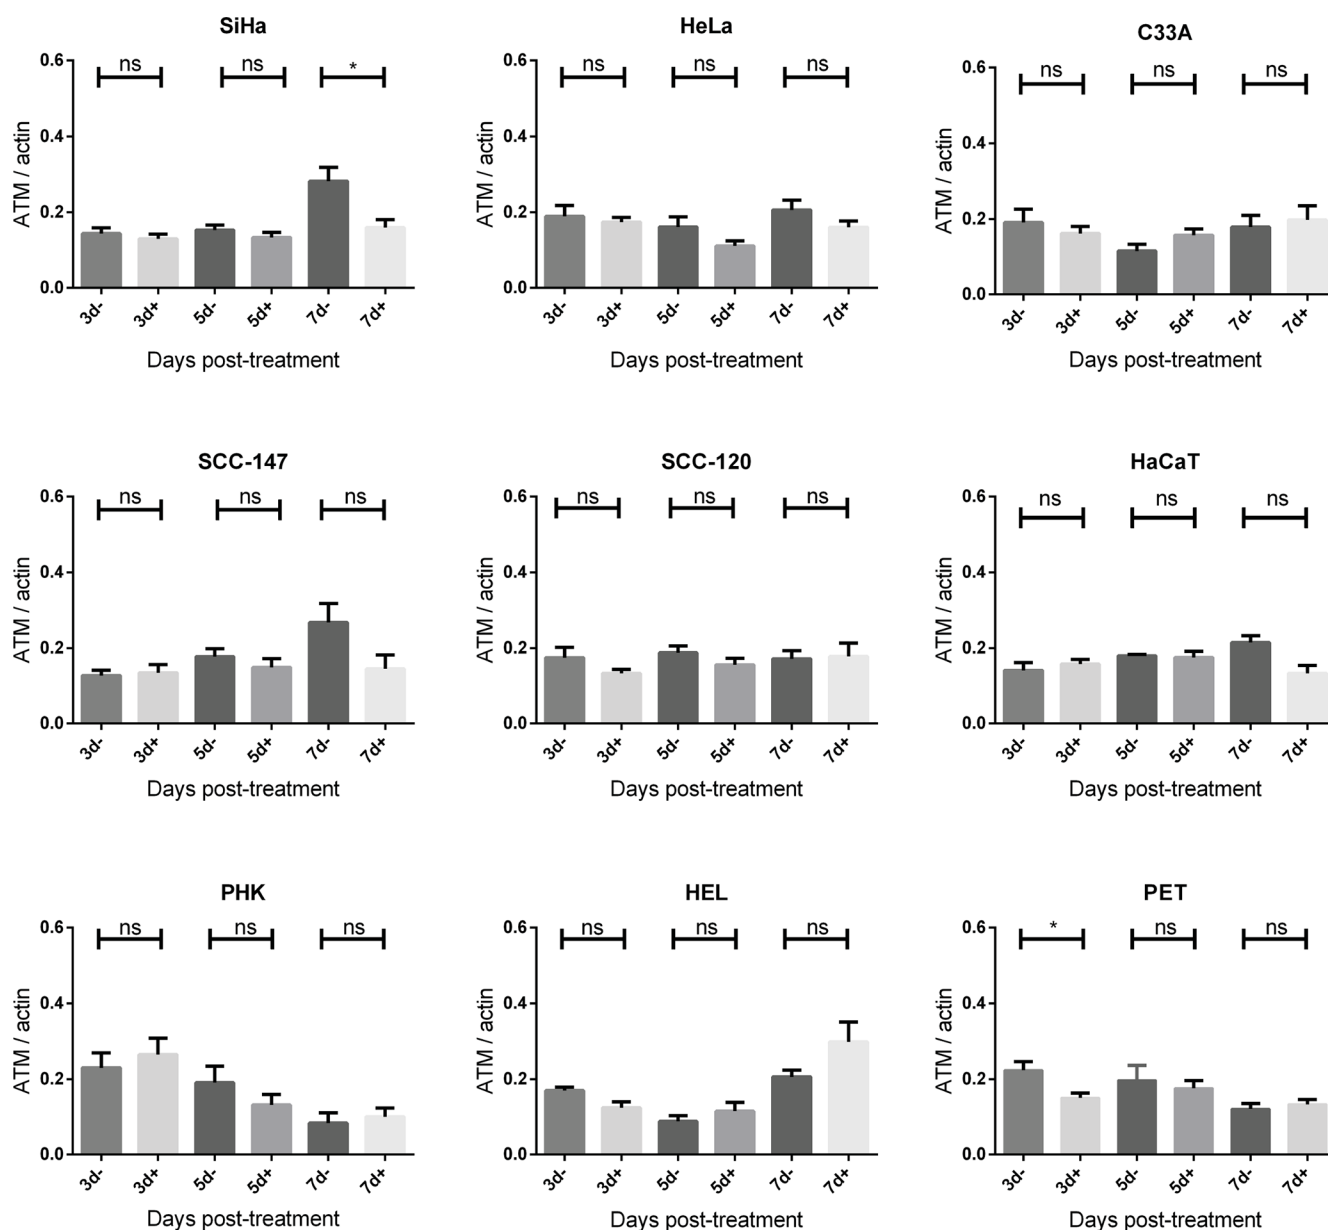 SiHa
ns ns *
0.6
0.4
0.2
0.0
ATM / actin
3d- 3d+ 5d- 5d+ 7d- 7d+
Days post-treatment
HeLa
ns ns ns
0.6
0.4
0.2
0.0
ATM / actin
3d- 3d+ 5d- 5d+ 7d- 7d+
Days post-treatment
C33A
ns ns ns
0.6
0.4
0.2
0.0
ATM / actin
3d- 3d+ 5d- 5d+ 7d- 7d+
Days post-treatment
SCC-147
ns ns ns
0.6
0.4
0.2
0.0
ATM / actin
3d- 3d+ 5d- 5d+ 7d- 7d+
Days post-treatment
SCC-120
ns ns ns
0.6
0.4
0.2
0.0
ATM / actin
3d- 3d+ 5d- 5d+ 7d- 7d+
Days post-treatment
HaCaT
ns ns ns
0.6
0.4
0.2
0.0
ATM / actin
3d- 3d+ 5d- 5d+ 7d- 7d+
Days post-treatment
PHK
ns ns ns
0.6
0.4
0.2
0.0
ATM / actin
3d- 3d+ 5d- 5d+ 7d- 7d+
Days post-treatment
HEL
ns ns ns
0.6
0.4
0.2
0.0
ATM / actin
3d- 3d+ 5d- 5d+ 7d- 7d+
Days post-treatment
PET
* ns ns
0.6
0.4
0.2
0.0
ATM / actin
3d- 3d+ 5d- 5d+ 7d- 7d+
Days post-treatment